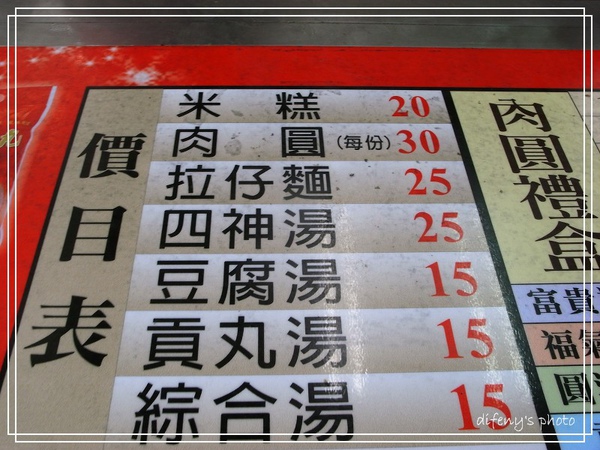 價目表
米糕 20
肉圓(每份) 30
拉仔麵 25
四神湯 25
豆腐湯 15
貢丸湯 15
綜合湯 15
肉圓禮盒
富貴
福氣
圓
difeny's photo